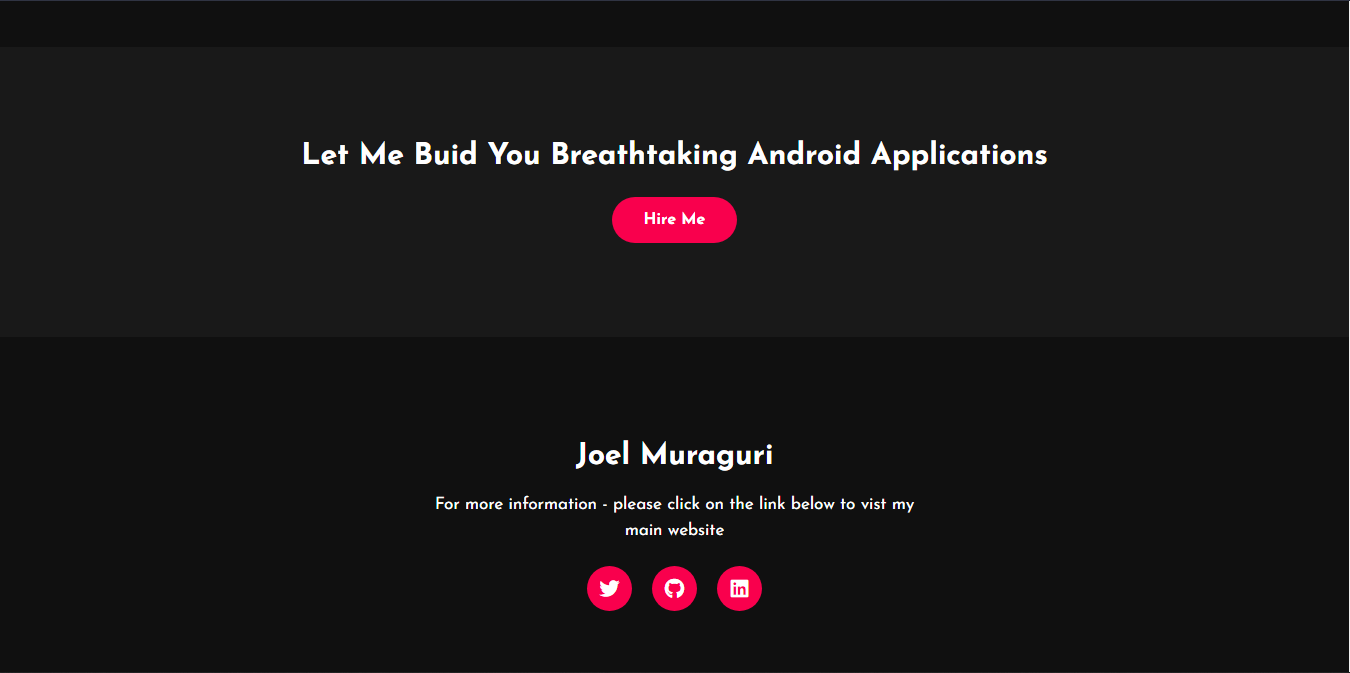 Let Me Buid You Breathtaking Android Applications
Hire Me
Joel Muraguri
For more information - please click on the link below to vist my
main website